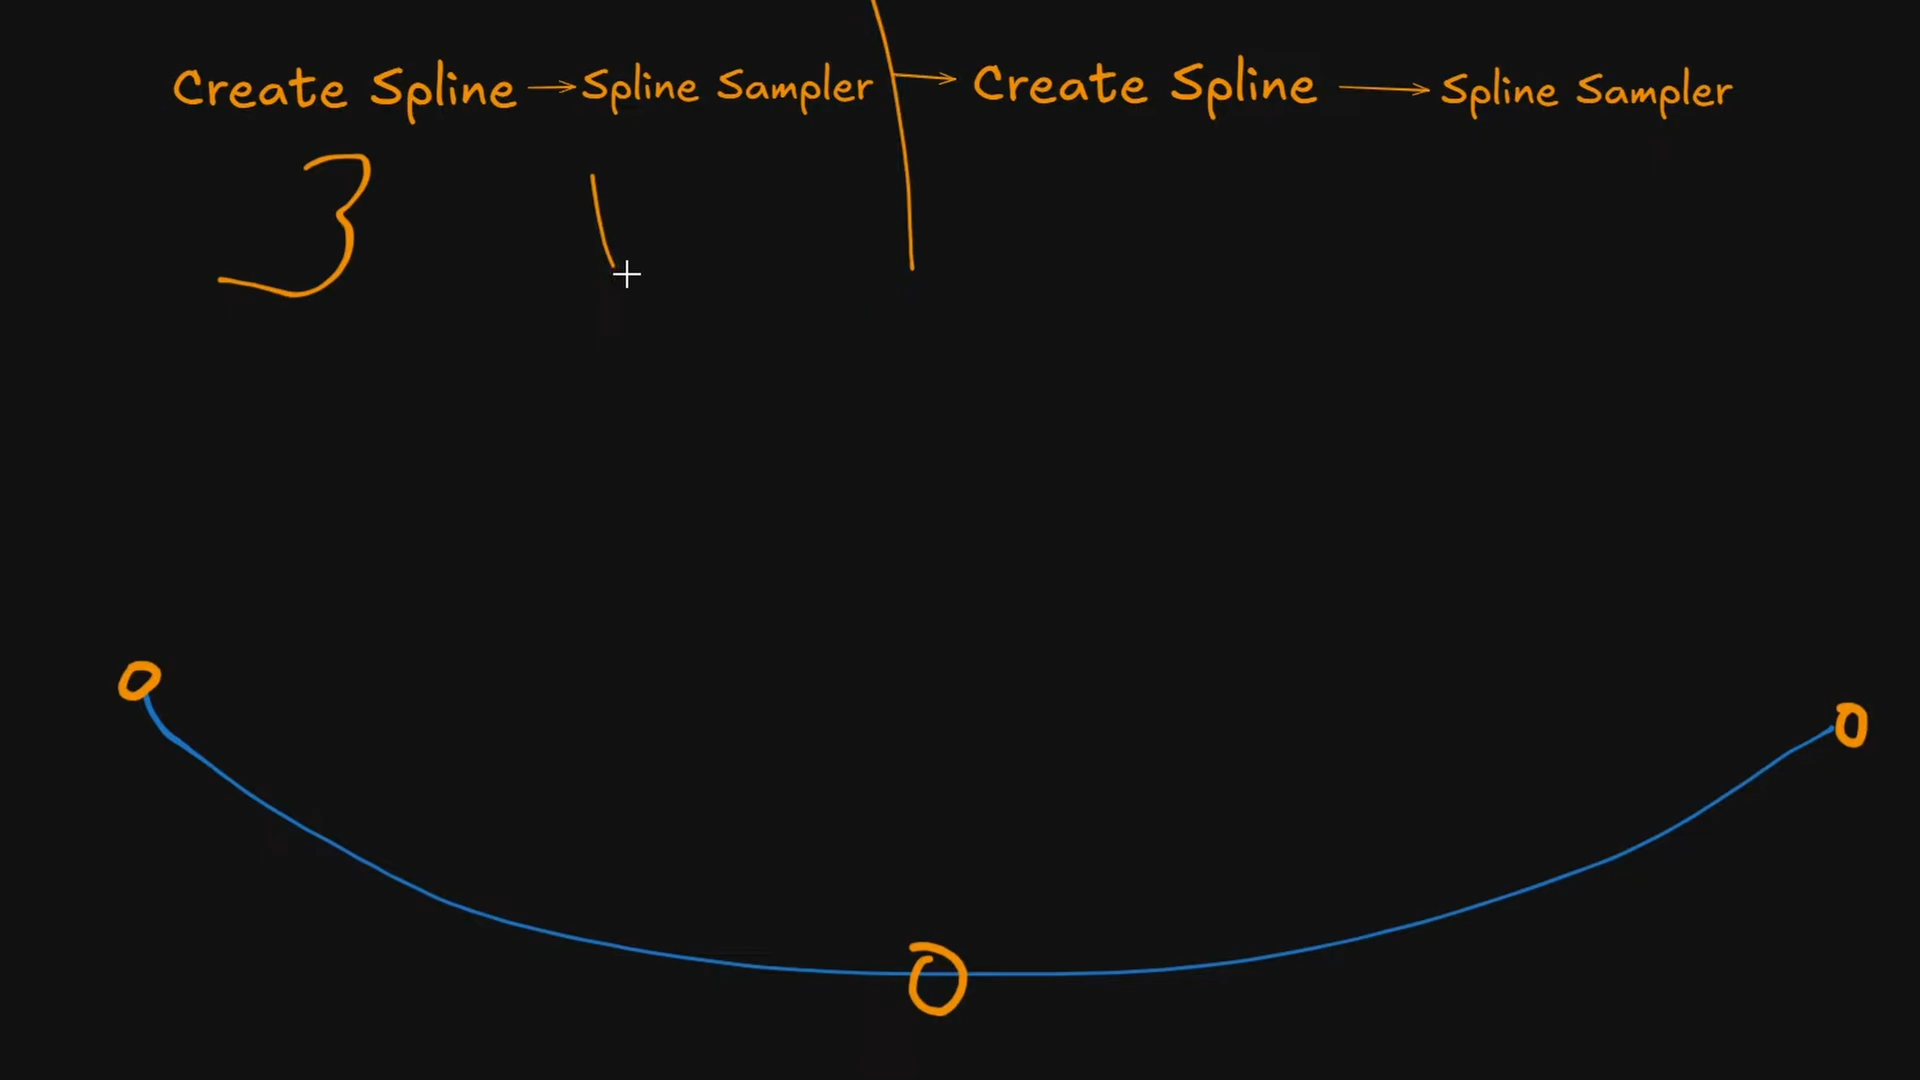 Create Spline → Spline Sampler → Create Spline → Spline Sampler
3